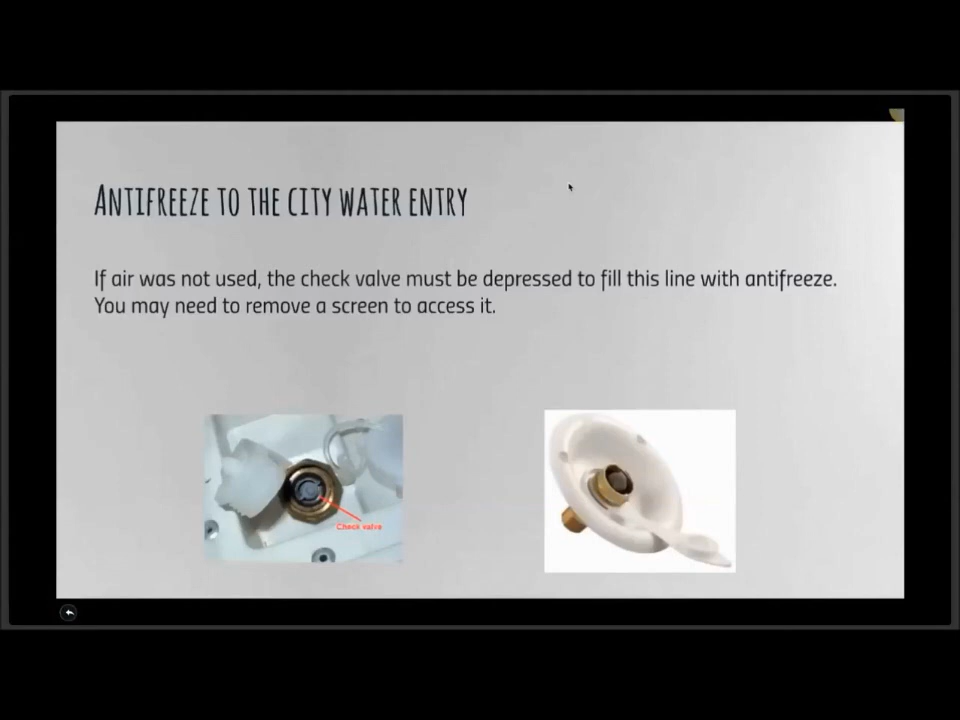 Antifreeze to the city water entry
If air was not used, the check valve must be depressed to fill this line with antifreeze.
You may need to remove a screen to access it.
Check valve